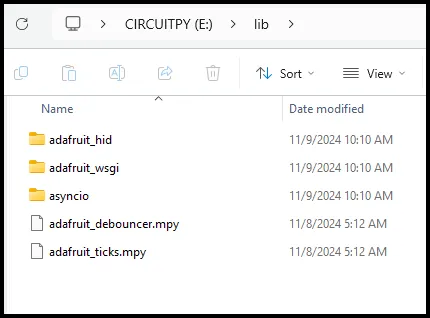 CIRCUITPY (E:) > lib >
Sort View
Name Date modified
adafruit_hid 11/9/2024 10:10 AM
adafruit_wsgi 11/9/2024 10:10 AM
asyncio 11/9/2024 10:10 AM
adafruit_debouncer.mpy 11/8/2024 5:12 AM
adafruit_ticks.mpy 11/8/2024 5:12 AM